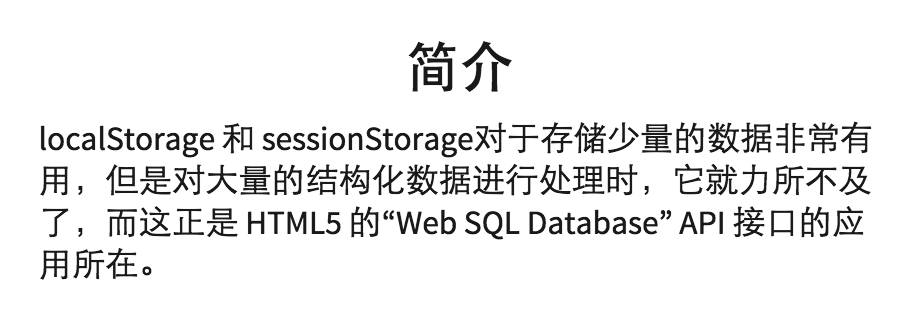 简介
localStorage 和 sessionStorage对于存储少量的数据非常有
用，但是对大量的结构化数据进行处理时，它就力所不及
了，而这正是 HTML5 的“Web SQL Database” API 接口的应
用所在。